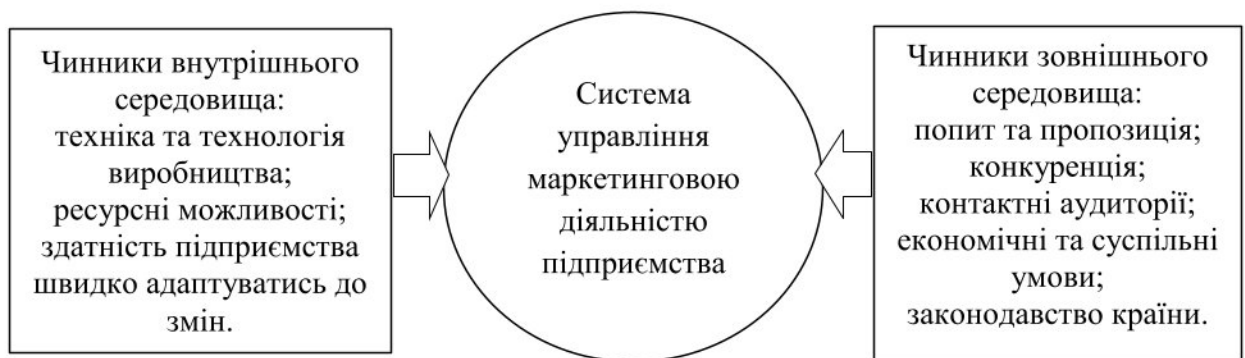 Чинники внутрішнього
середовища:
техніка та технологія
виробництва;
ресурсні можливості;
здатність підприємства
швидко адаптуватись до
змін.
Система
управління
маркетинговою
діяльністю
підприємства
Чинники зовнішнього
середовища:
попит та пропозиція;
конкуренція;
контактні аудиторії;
економічні та суспільні
умови;
законодавство країни.